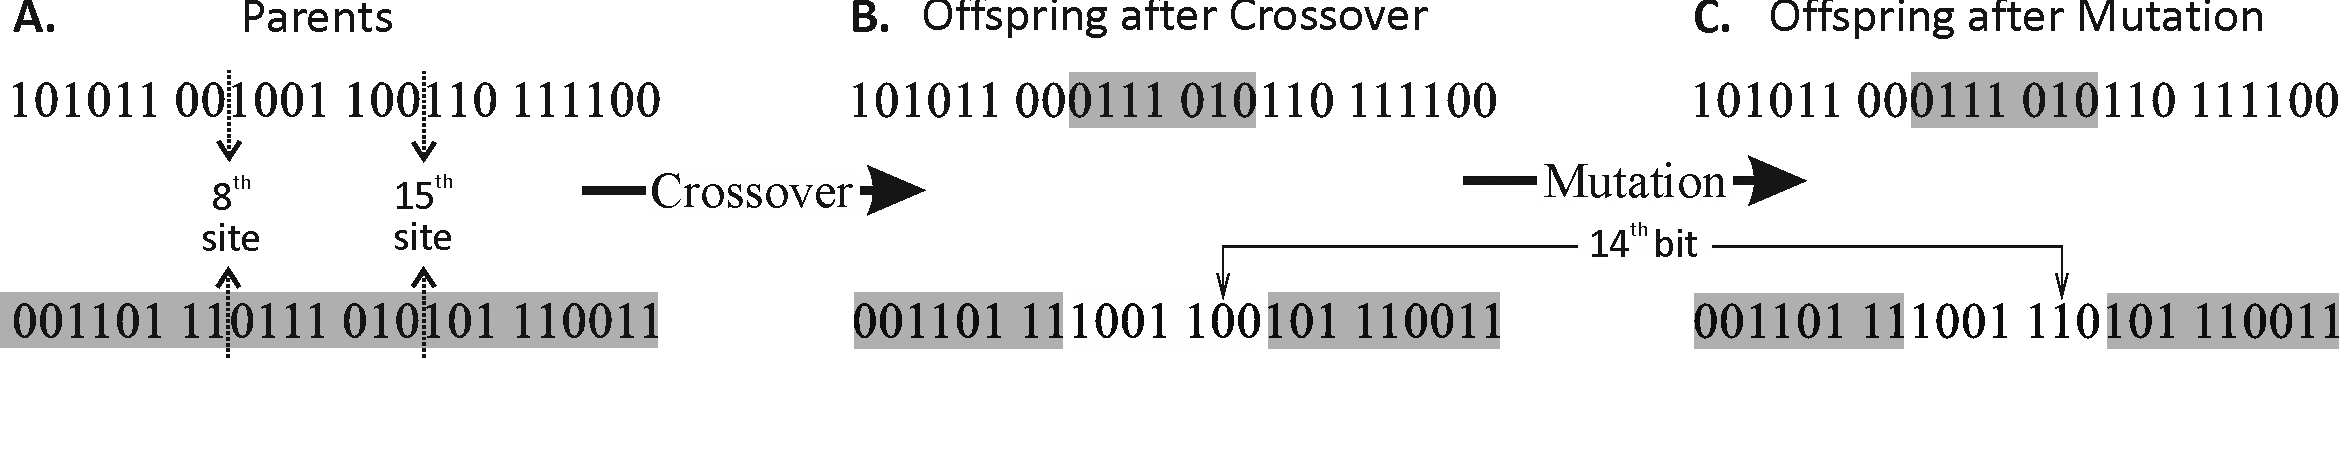 A. Parents
101011 001001 100110 111100
8th site
15th site
001101 110111 010101 110011
Crossover
B. Offspring after Crossover
101011 000111 010110 111100
001101 111001 100101 110011
Mutation
14th bit
C. Offspring after Mutation
101011 000111 010110 111100
001101 111001 110101 110011